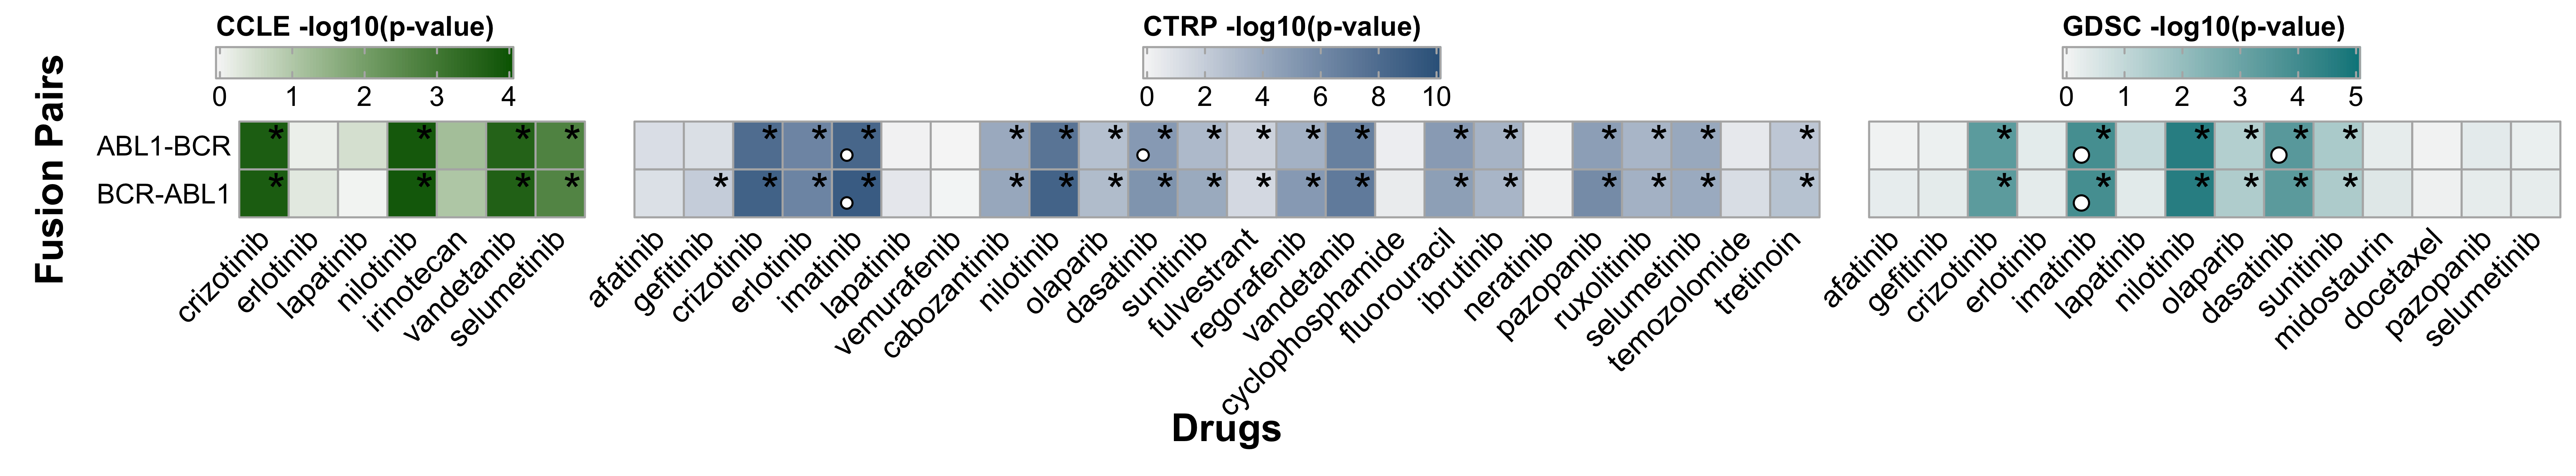 CCLE -log10(p-value)
0 1 2 3 4
CTRP -log10(p-value)
0 2 4 6 8 10
GDSC -log10(p-value)
0 1 2 3 4 5
Fusion Pairs
ABL1-BCR
* * * * * * * * * * * * * * * * * * * * * * * * * * *
BCR-ABL1
* * * * * * * * * * * * * * * * * * * * * * * * * * * *
crizotinib
erlotinib
lapatinib
nilotinib
irinotecan
vandetanib
selumetinib
afatinib
gefitinib
crizotinib
erlotinib
imatinib
lapatinib
vemurafenib
cabozantinib
nilotinib
olaparib
dasatinib
sunitinib
fulvestrant
regorafenib
vandetanib
cyclophosphamide
fluorouracil
ibrutinib
neratinib
pazopanib
ruxolitinib
selumetinib
temozolomide
tretinoin
afatinib
gefitinib
crizotinib
erlotinib
imatinib
lapatinib
nilotinib
olaparib
dasatinib
sunitinib
midostaurin
docetaxel
pazopanib
selumetinib
Drugs